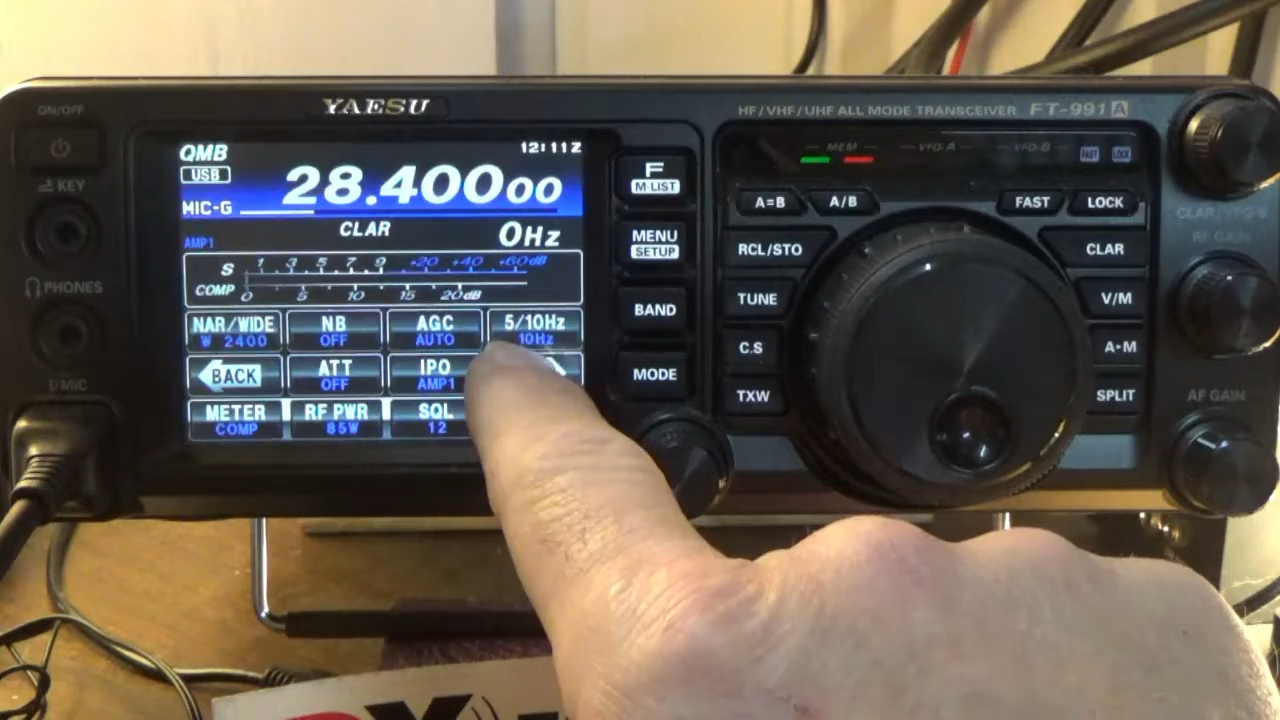 ON/OFF
KEY
PHONES
MIC
YAESU
QMB
12:11Z
USB
28.40000
MIC-G
CLAR
AMP1
0Hz
S 1 3 5 7 9 +20 +40 +60dB
COMP 0 5 10 15 20dB
NAR/WIDE NB AGC 5/10Hz
W 2400 OFF AUTO 10Hz
BACK ATT IPO
OFF AMP1
METER RF PWR SQL
COMP 85W 12
F
M-LIST
MENU
SETUP
BAND
MODE
HF/VHF/UHF ALL MODE TRANSCEIVER FT-991A
MEM VFO-A VFO-B FAST LOCK
A=B A/B FAST LOCK
RCL/STO CLAR
TUNE V/M
C.S A▸M
TXW SPLIT
CLAR/VFO-B
RF GAIN
AF GAIN